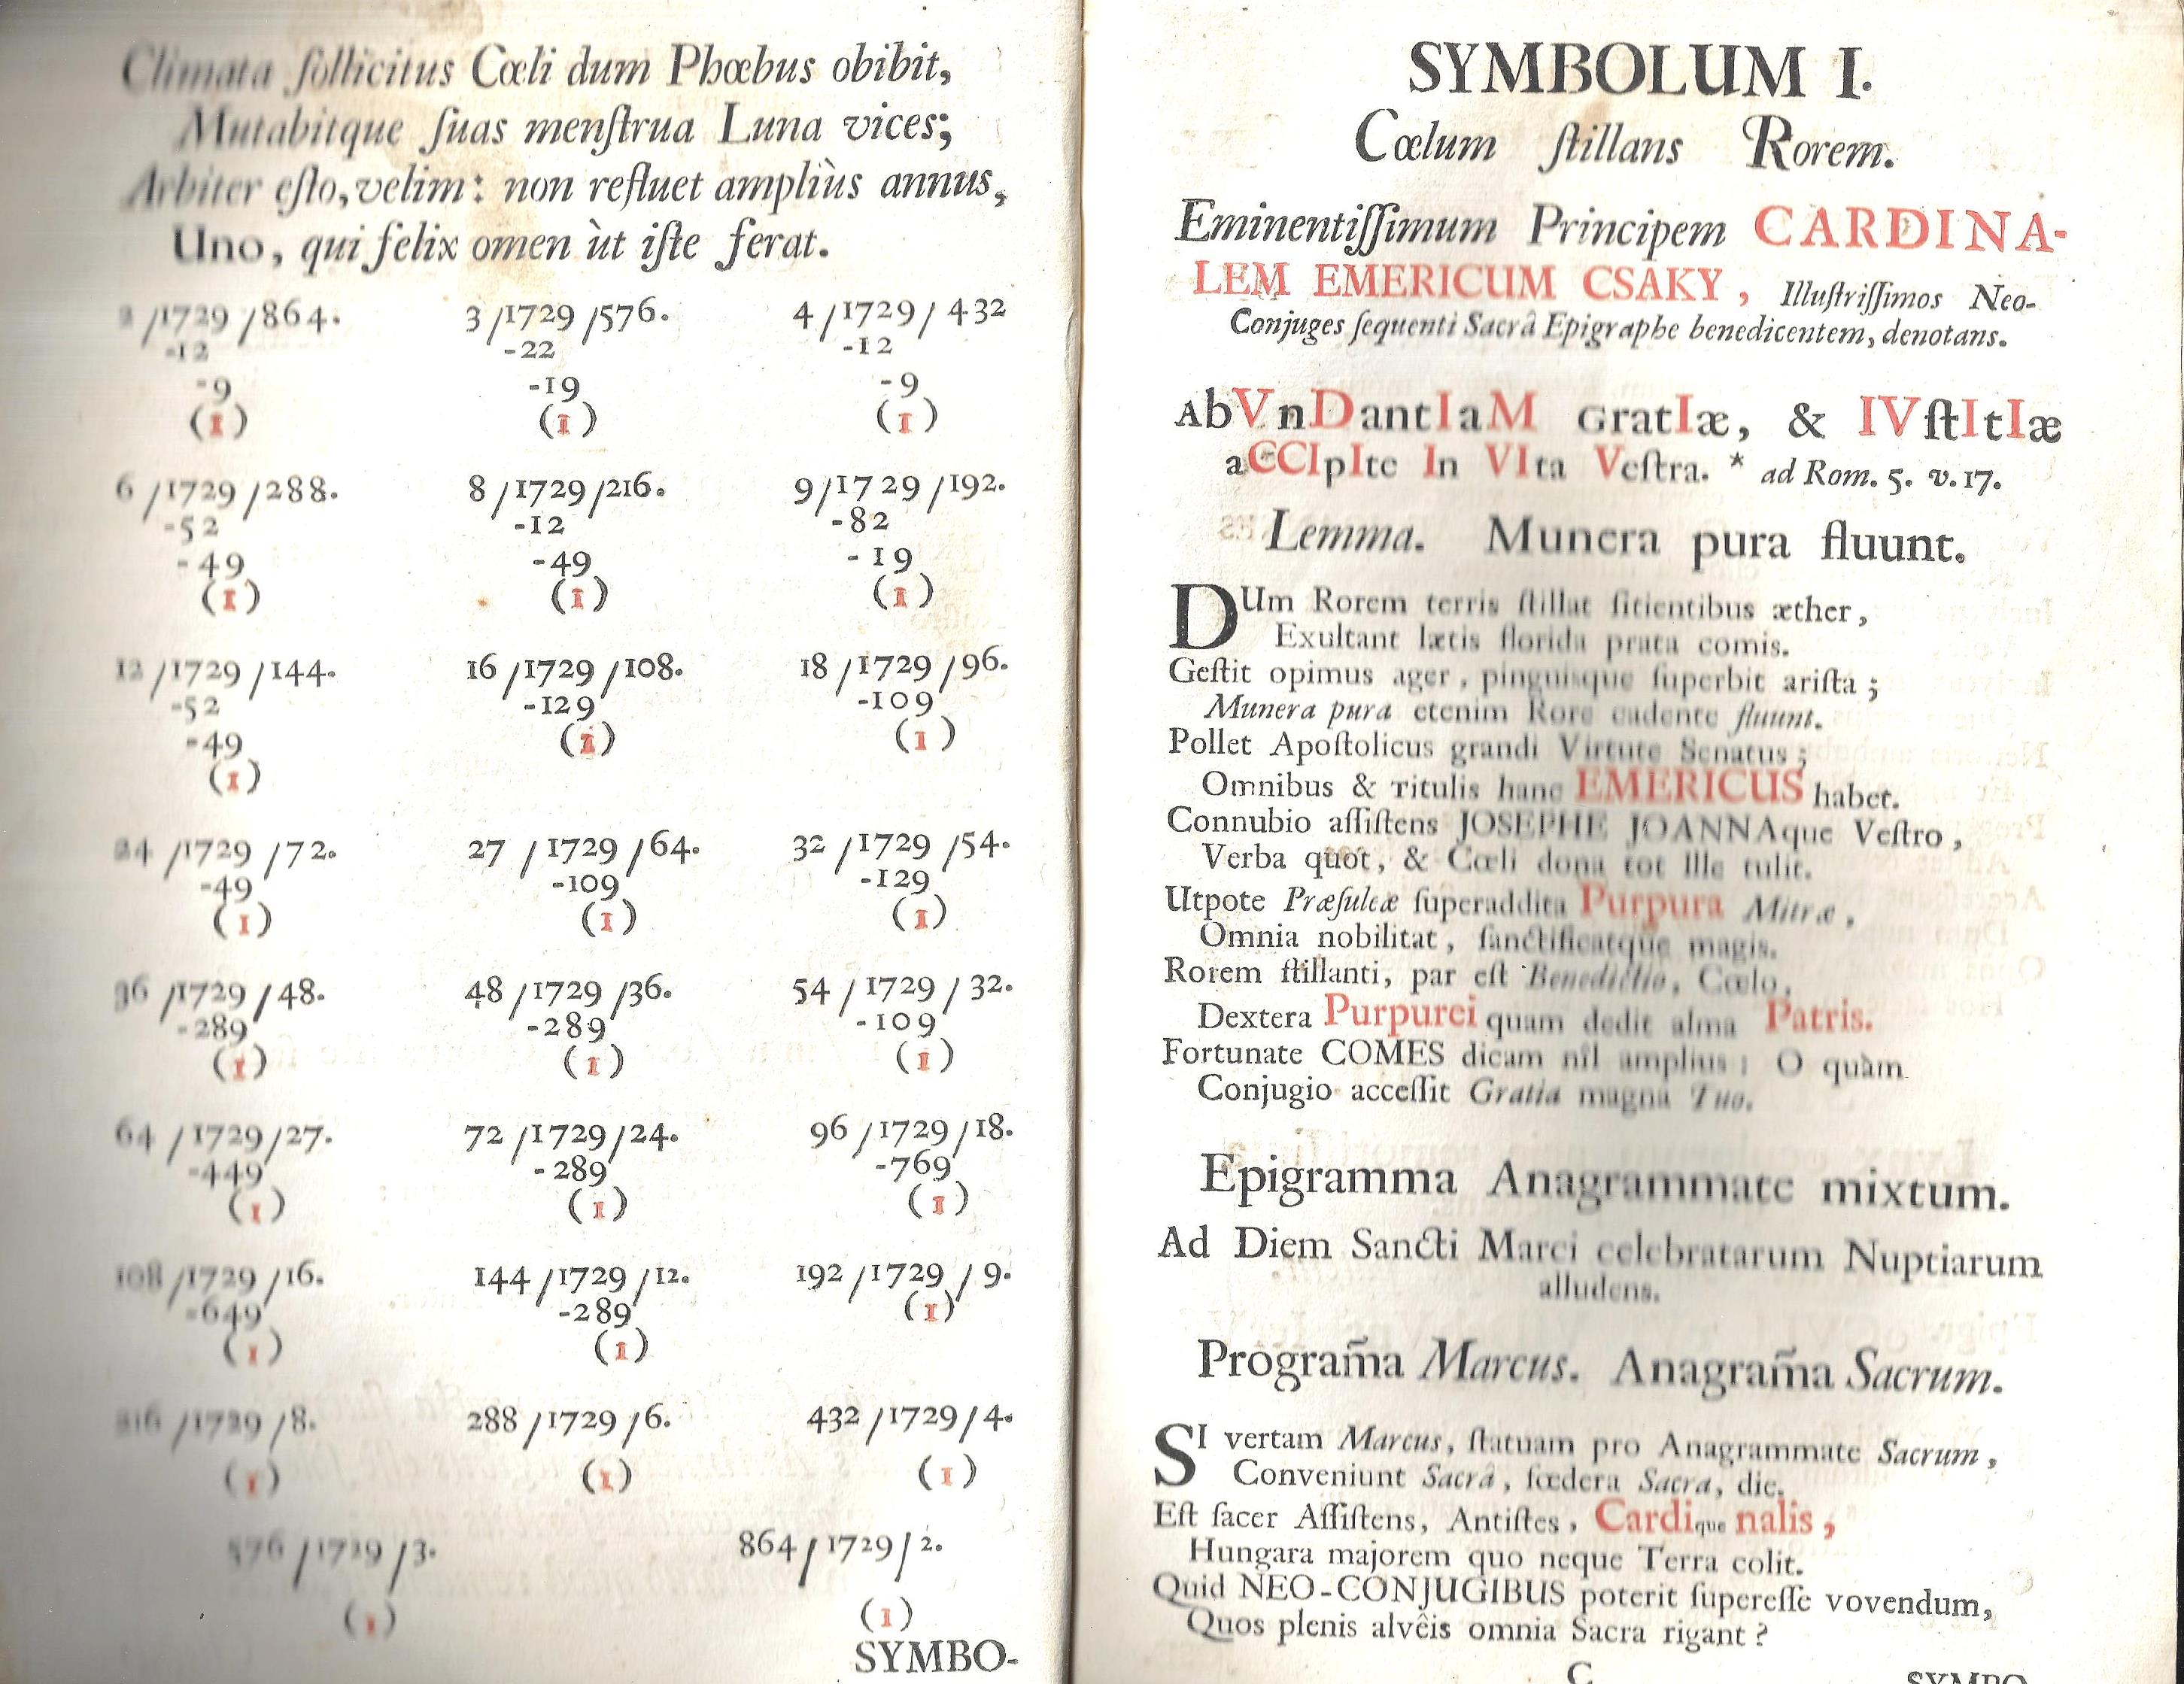 Climata ſollicitus Cœli dum Phœbus obibit,
Mutabitque ſuas menſtrua Luna vices;
Arbiter eſto, velim: non refluet ampliùs annus,
Uno, qui felix omen ùt iſte ferat.
2 /1729 /864. 3 /1729 /576. 4 /1729 / 432
-12 -22 -12
-9 -19 -9
(1) (1) (1)
6 /1729 /288. 8 /1729 /216. 9/1729 /192.
-52 -12 -82
-49 -49 -19
(1) (1) (1)
12 /1729 /144. 16 /1729 /108. 18 /1729 /96.
-52 -129 -109
-49 (1) (1)
(1)
24 /1729 /72. 27 / 1729 /64. 32 /1729 /54.
-49 -109 -129
(1) (1) (1)
36 /1729 /48. 48 /1729 /36. 54 / 1729 / 32.
-289 -289 -109
(1) (1) (1)
64 /1729 /27. 72 /1729 /24. 96 /1729 /18.
-449 -289 -769
(1) (1) (1)
108 /1729 /16. 144 /1729 /12. 192 /1729 / 9.
-649 -289 (1)
(1) (1)
216 /1729 /8. 288 /1729 /6. 432 /1729 /4.
(1) (1) (1)
576 /1729 /3. 864 /1729 /2.
(1) (1)
SYMBO-
SYMBOLUM I.
Cœlum ſtillans Rorem.
Eminentiſſimum Principem CARDINA-
LEM EMERICUM CSAKY, Illuſtriſſimos Neo-
Conjuges ſequenti Sacrâ Epigraphe benedicentem, denotans.
AbVnDantIaM GratIæ, & IVſtItIæ
aCCIpIte In VIta Veſtra. * ad Rom. 5. v. 17.
Lemma. Munera pura fluunt.
DUm Rorem terris ſtillat ſitientibus æther,
Exultant lætis florida prata comis.
Geſtit opimus ager, pinguisque ſuperbit ariſta;
Munera pura etenim Rore cadente fluunt.
Pollet Apoſtolicus grandi Virtute Senatus;
Omnibus & titulis hanc EMERICUS habet.
Connubio aſſiſtens JOSEPHE JOANNAque Veſtro,
Verba quot, & Cœli dona tot Ille tulit.
Utpote Præſuleæ ſuperaddita Purpura Mitræ,
Omnia nobilitat, ſanctificatque magis.
Rorem ſtillanti, par eſt Benedictio, Cœlo,
Dextera Purpurei quam dedit alma Patris.
Fortunate COMES dicam nil amplius: O quàm
Conjugio acceſſit Gratia magna Tuo.
Epigramma Anagrammate mixtum.
Ad Diem Sancti Marci celebratarum Nuptiarum
alludens.
Program̃a Marcus. Anagram̃a Sacrum.
SI vertam Marcus, ſtatuam pro Anagrammate Sacrum,
Conveniunt Sacrâ, fœdera Sacra, die.
Eſt ſacer Aſſiſtens, Antiſtes, Cardique nalis,
Hungara majorem quo neque Terra colit.
Quid NEO-CONJUGIBUS poterit ſupereſſe vovendum,
Quos plenis alvêis omnia Sacra rigant?
C SYMBO-